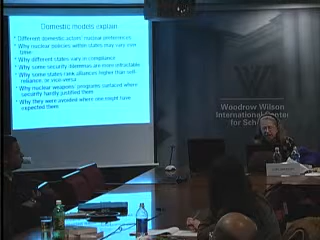 Domestic models explain
* Different domestic actors' nuclear preferences
* Why nuclear policies within states may vary over
time
* Why different states vary in compliance
* Why some security dilemmas are more intractable
* Why some states rank alliances higher than self-
reliance, or vice-versa
* Why nuclear weapons' programs surfaced where
security hardly justified them
* Why they were avoided where one might have
expected them
Woodrow Wilson
International Center
for Scho